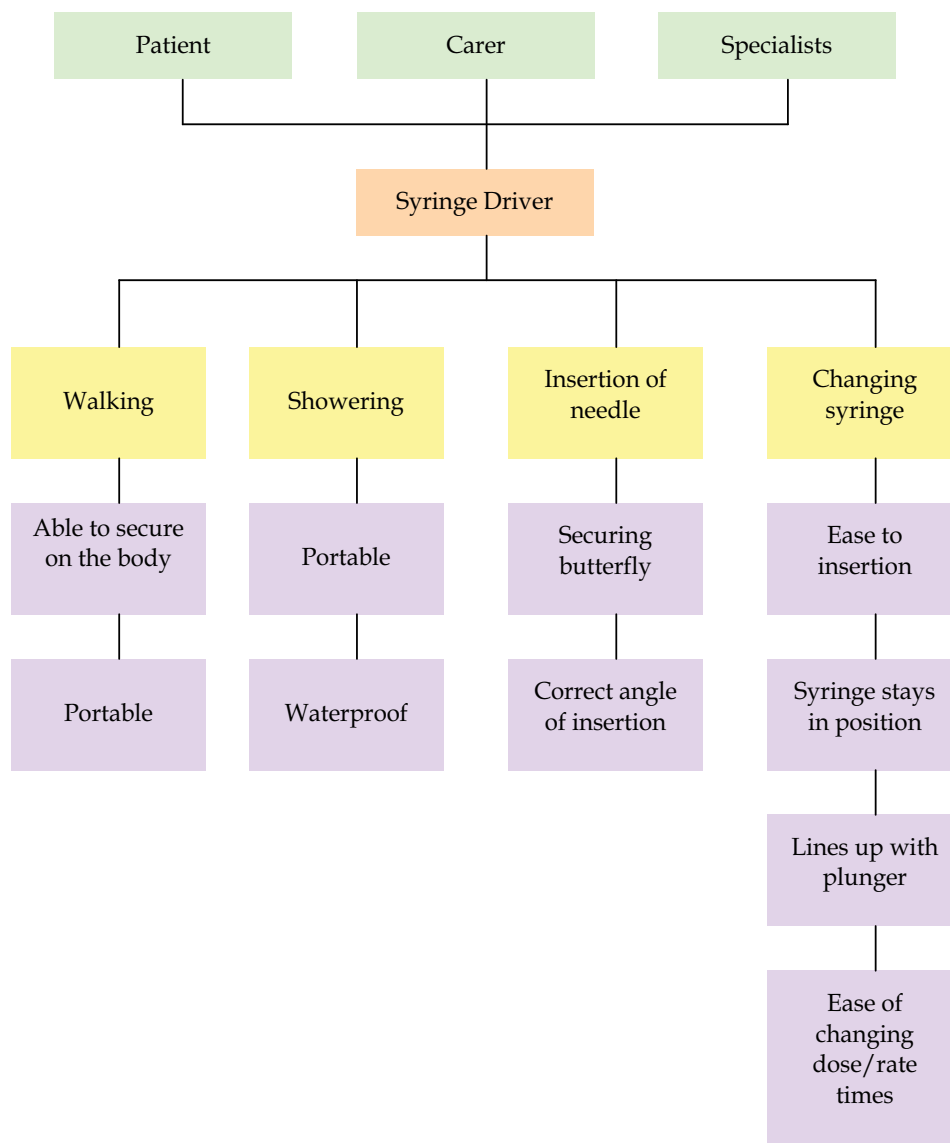 Patient
Carer
Specialists
Syringe Driver
Walking
Showering
Insertion of
needle
Changing
syringe
Able to secure
on the body
Portable
Securing
butterfly
Ease to
insertion
Portable
Waterproof
Correct angle
of insertion
Syringe stays
in position
Lines up with
plunger
Ease of
changing
dose/rate
times